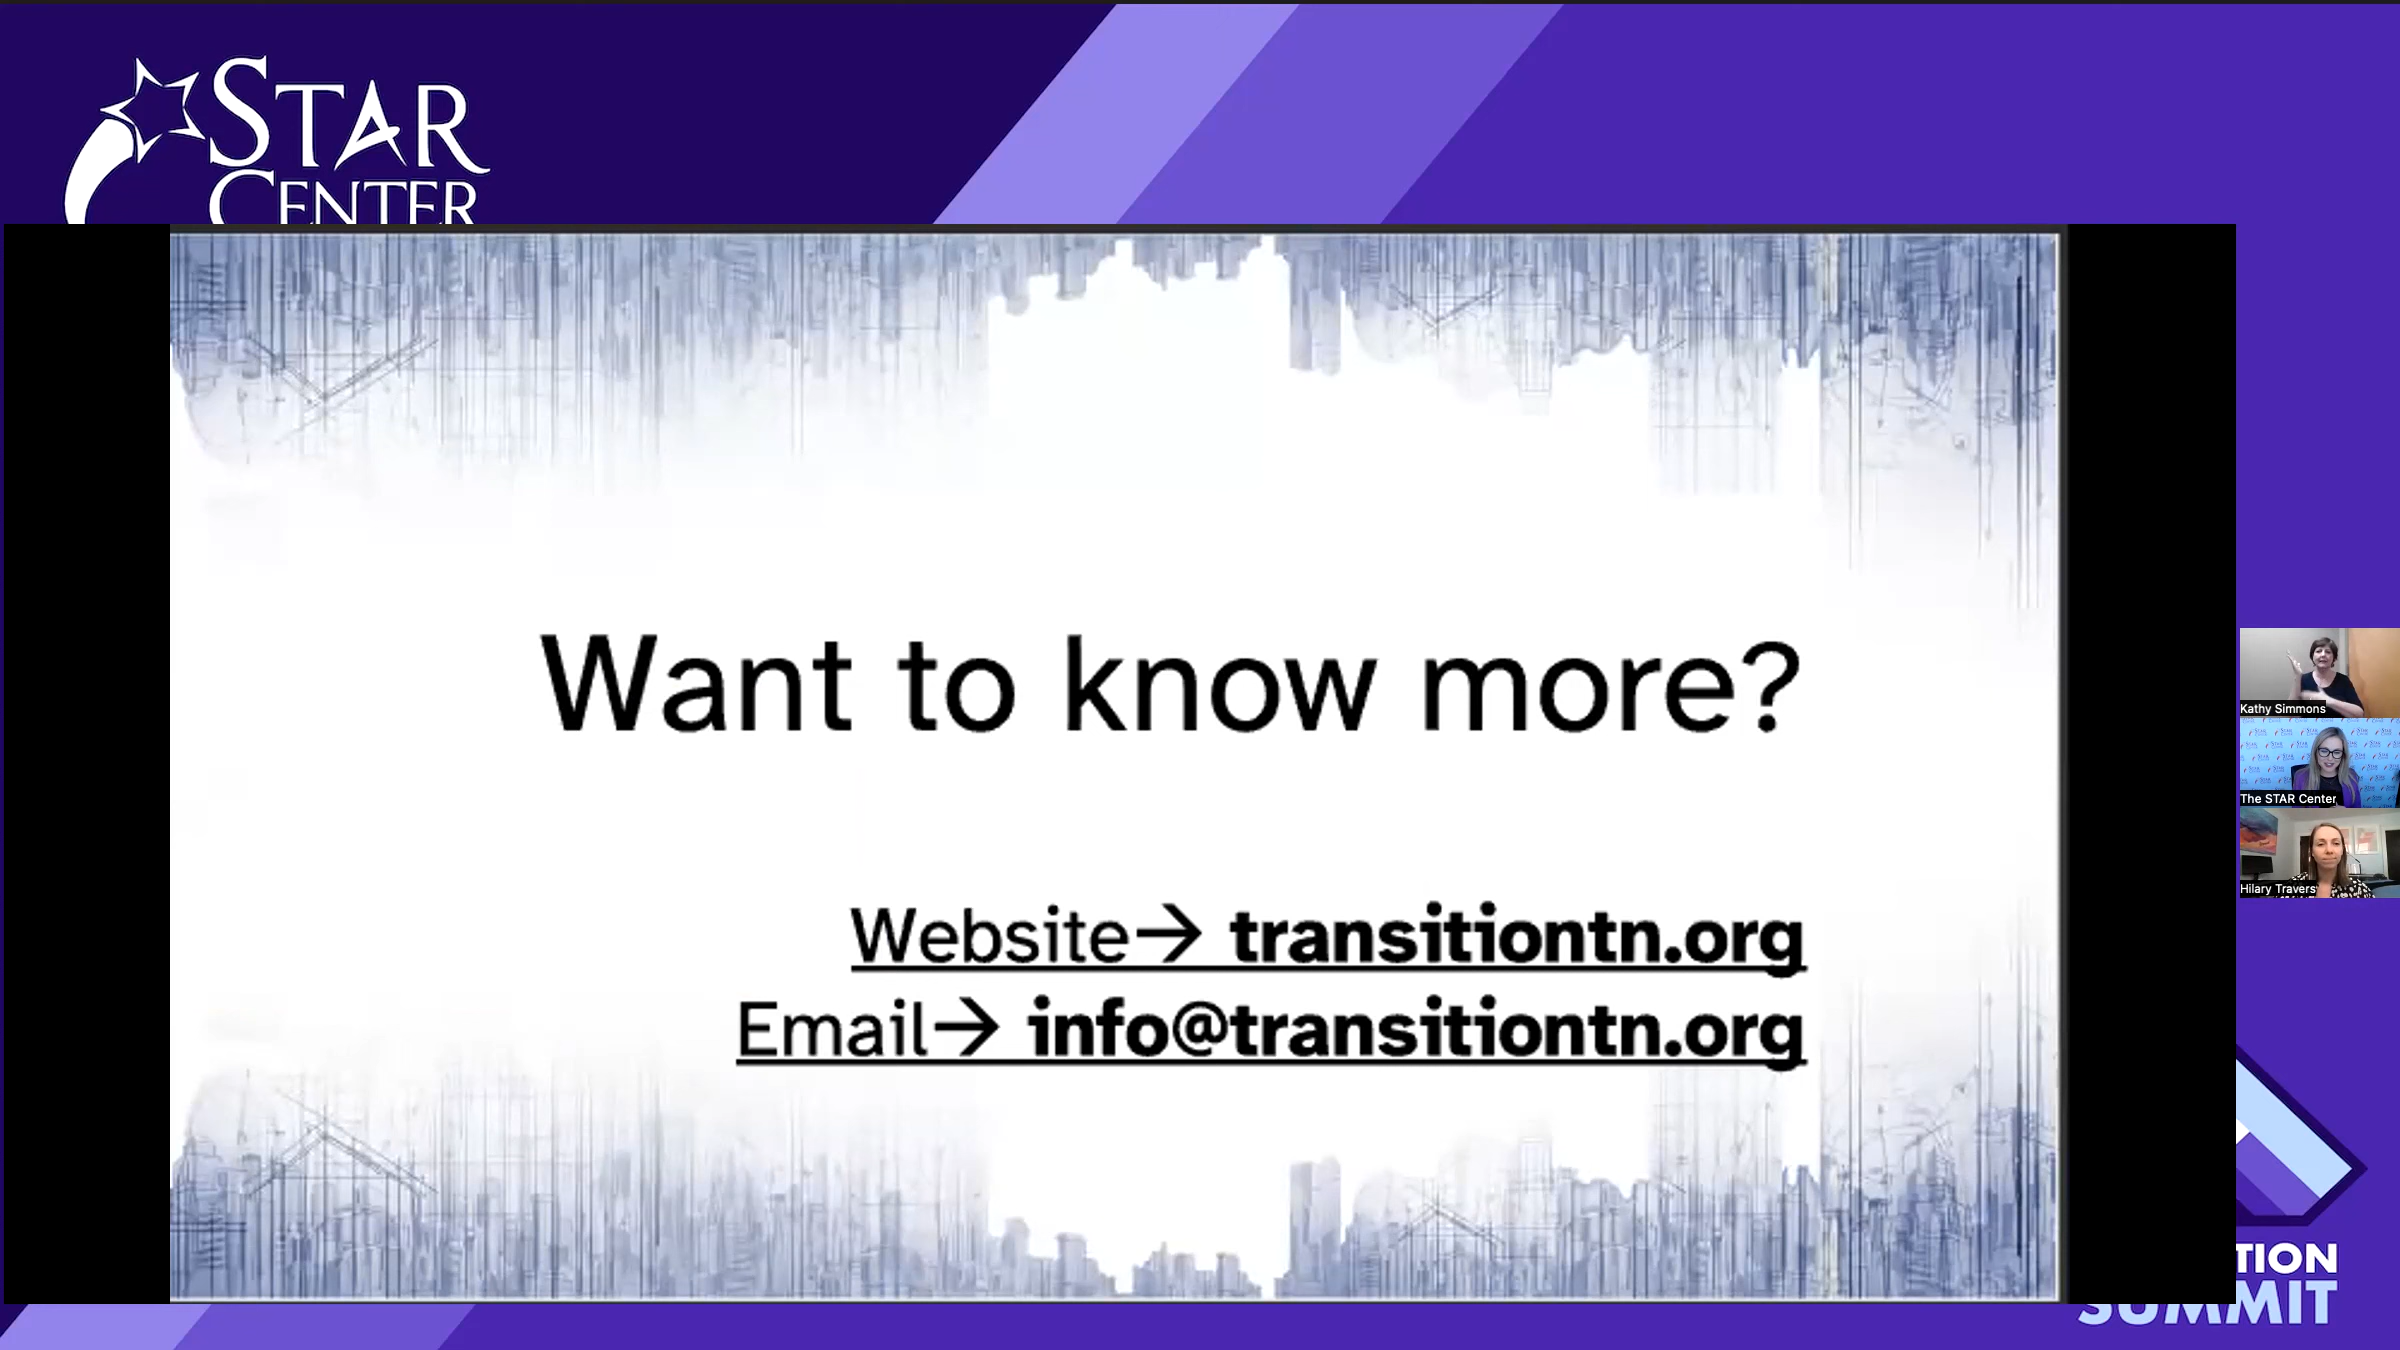 STAR
CENTER
Want to know more?
Website→ transitiontn.org
Email→ info@transitiontn.org
Kathy Simmons
The STAR Center
Hilary Travers
TION
SUMMIT